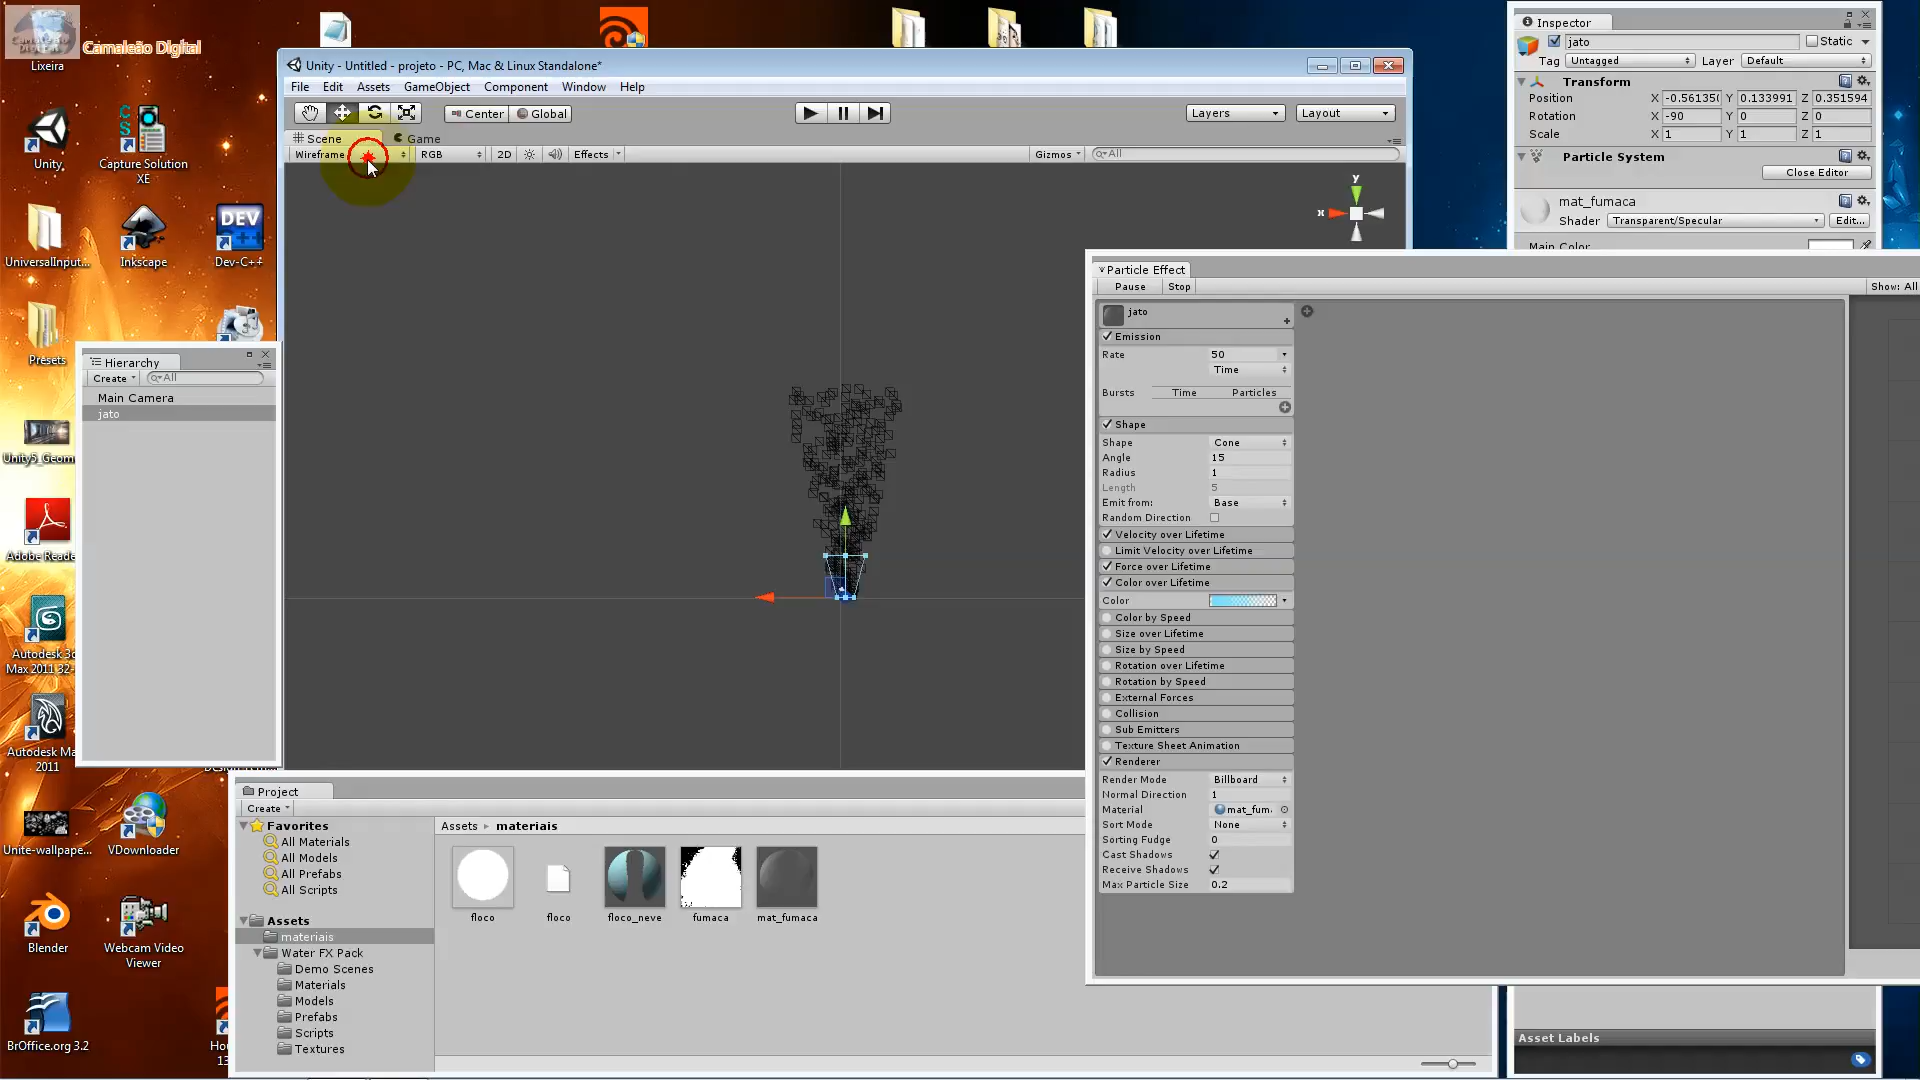 Camaleão Digital
Lixeira
Unity
Capture Solution XE
UniversalInput...
Inkscape
Dev-C++
Presets
Unity5_Geom
Adobe Reade
Autodesk 3d
Max 2011 32-
Autodesk Ma
2011
Unite-wallpape...
VDownloader
Blender
Webcam Video Viewer
BrOffice.org 3.2
Hou
13
Unity - Untitled - projeto - PC, Mac & Linux Standalone*
File Edit Assets GameObject Component Window Help
Center Global
Layers Layout
Scene Game
Wireframe RGB 2D Effects Gizmos All
y
x
Hierarchy
Create All
Main Camera
jato
Project
Create
Favorites
All Materials
All Models
All Prefabs
All Scripts
Assets
materiais
Water FX Pack
Demo Scenes
Materials
Models
Prefabs
Scripts
Textures
Assets materiais
floco floco floco_neve fumaca mat_fumaca
Inspector
jato Static
Tag Untagged Layer Default
Transform
Position X -0.56135( Y 0.133991 Z 0.351594
Rotation X -90 Y 0 Z 0
Scale X 1 Y 1 Z 1
Particle System
Close Editor
mat_fumaca
Shader Transparent/Specular Edit...
Main Color
Particle Effect
Pause Stop Show: All
jato
Emission
Rate 50
Time
Bursts Time Particles
Shape
Shape Cone
Angle 15
Radius 1
Length 5
Emit from: Base
Random Direction
Velocity over Lifetime
Limit Velocity over Lifetime
Force over Lifetime
Color over Lifetime
Color
Color by Speed
Size over Lifetime
Size by Speed
Rotation over Lifetime
Rotation by Speed
External Forces
Collision
Sub Emitters
Texture Sheet Animation
Renderer
Render Mode Billboard
Normal Direction 1
Material mat_fum
Sort Mode None
Sorting Fudge 0
Cast Shadows
Receive Shadows
Max Particle Size 0.2
Asset Labels